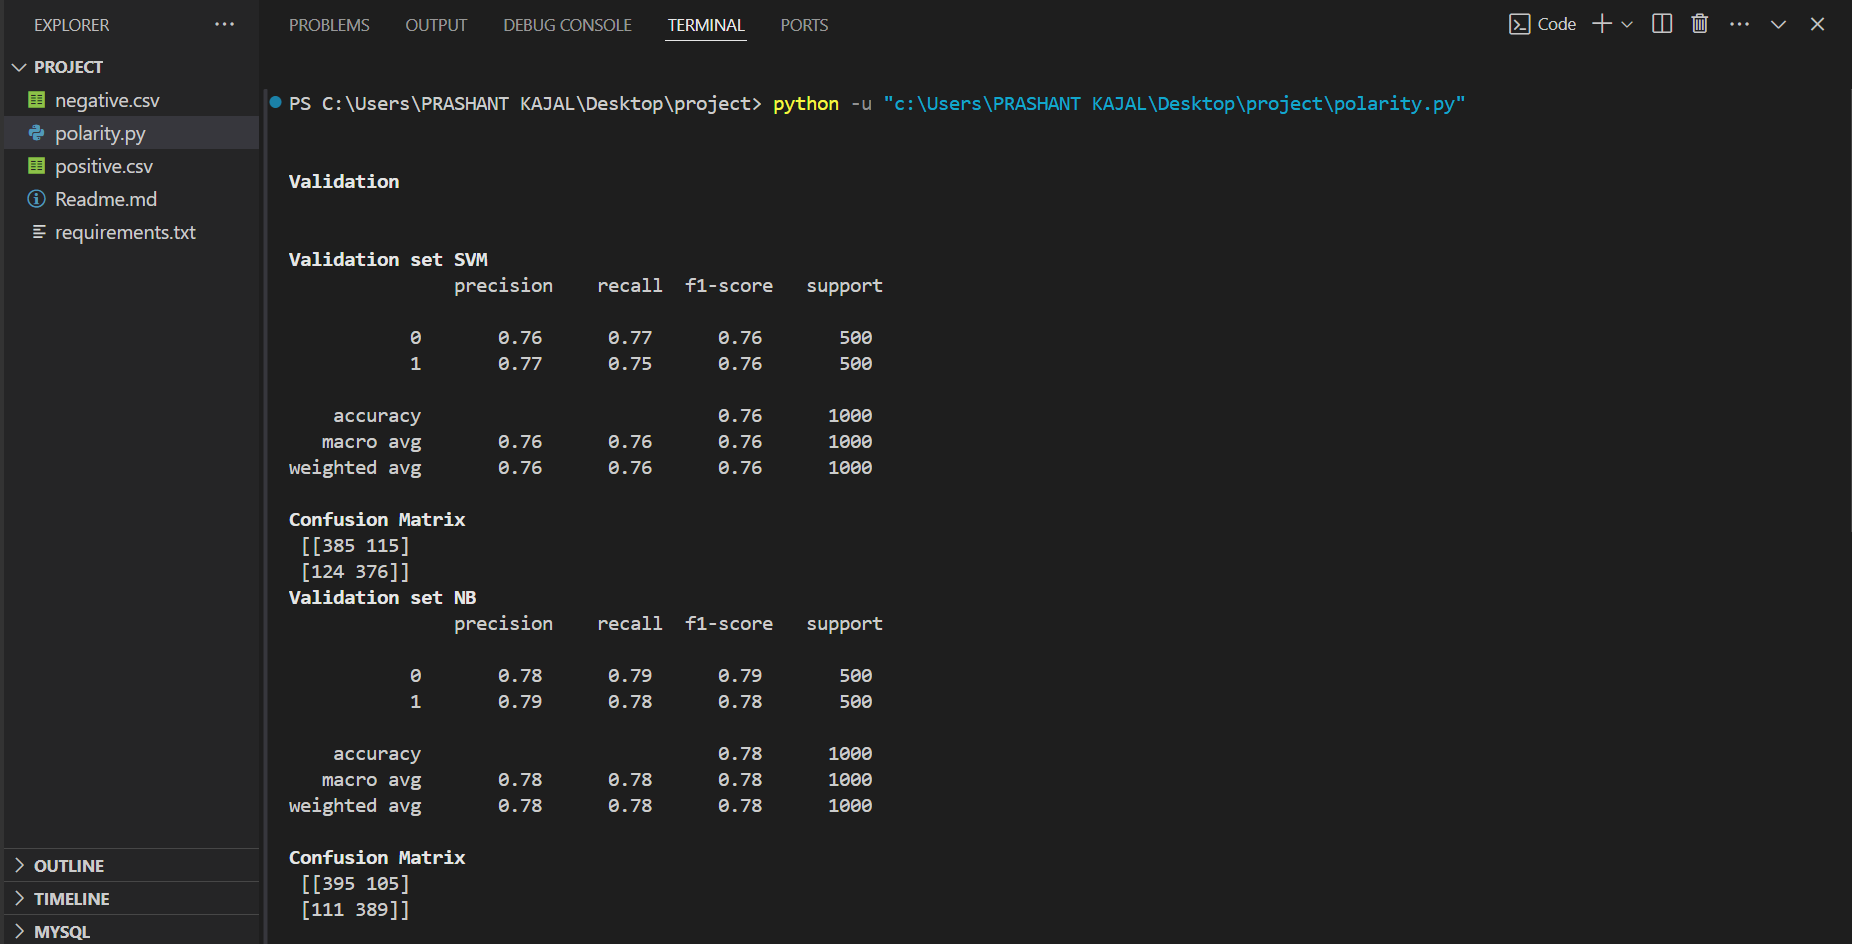 EXPLORER
PROJECT
negative.csv
polarity.py
positive.csv
Readme.md
requirements.txt
OUTLINE
TIMELINE
MYSQL
PROBLEMS OUTPUT DEBUG CONSOLE TERMINAL PORTS Code
PS C:\Users\PRASHANT KAJAL\Desktop\project> python -u "c:\Users\PRASHANT KAJAL\Desktop\project\polarity.py"
Validation
Validation set SVM
precision recall f1-score support
0 0.76 0.77 0.76 500
1 0.77 0.75 0.76 500
accuracy 0.76 1000
macro avg 0.76 0.76 0.76 1000
weighted avg 0.76 0.76 0.76 1000
Confusion Matrix
[[385 115]
[124 376]]
Validation set NB
precision recall f1-score support
0 0.78 0.79 0.79 500
1 0.79 0.78 0.78 500
accuracy 0.78 1000
macro avg 0.78 0.78 0.78 1000
weighted avg 0.78 0.78 0.78 1000
Confusion Matrix
[[395 105]
[111 389]]